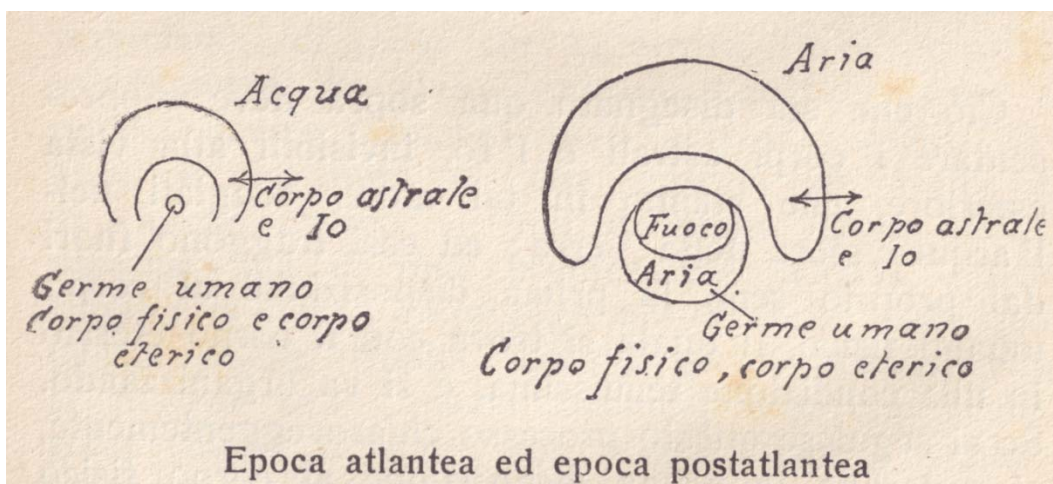 Acqua
Corpo astrale
e Io
Germe umano
Corpo fisico e corpo
eterico
Aria
Fuoco
Aria
Corpo astrale
e Io
Germe umano
Corpo fisico, corpo eterico
Epoca atlantea ed epoca postatlantea